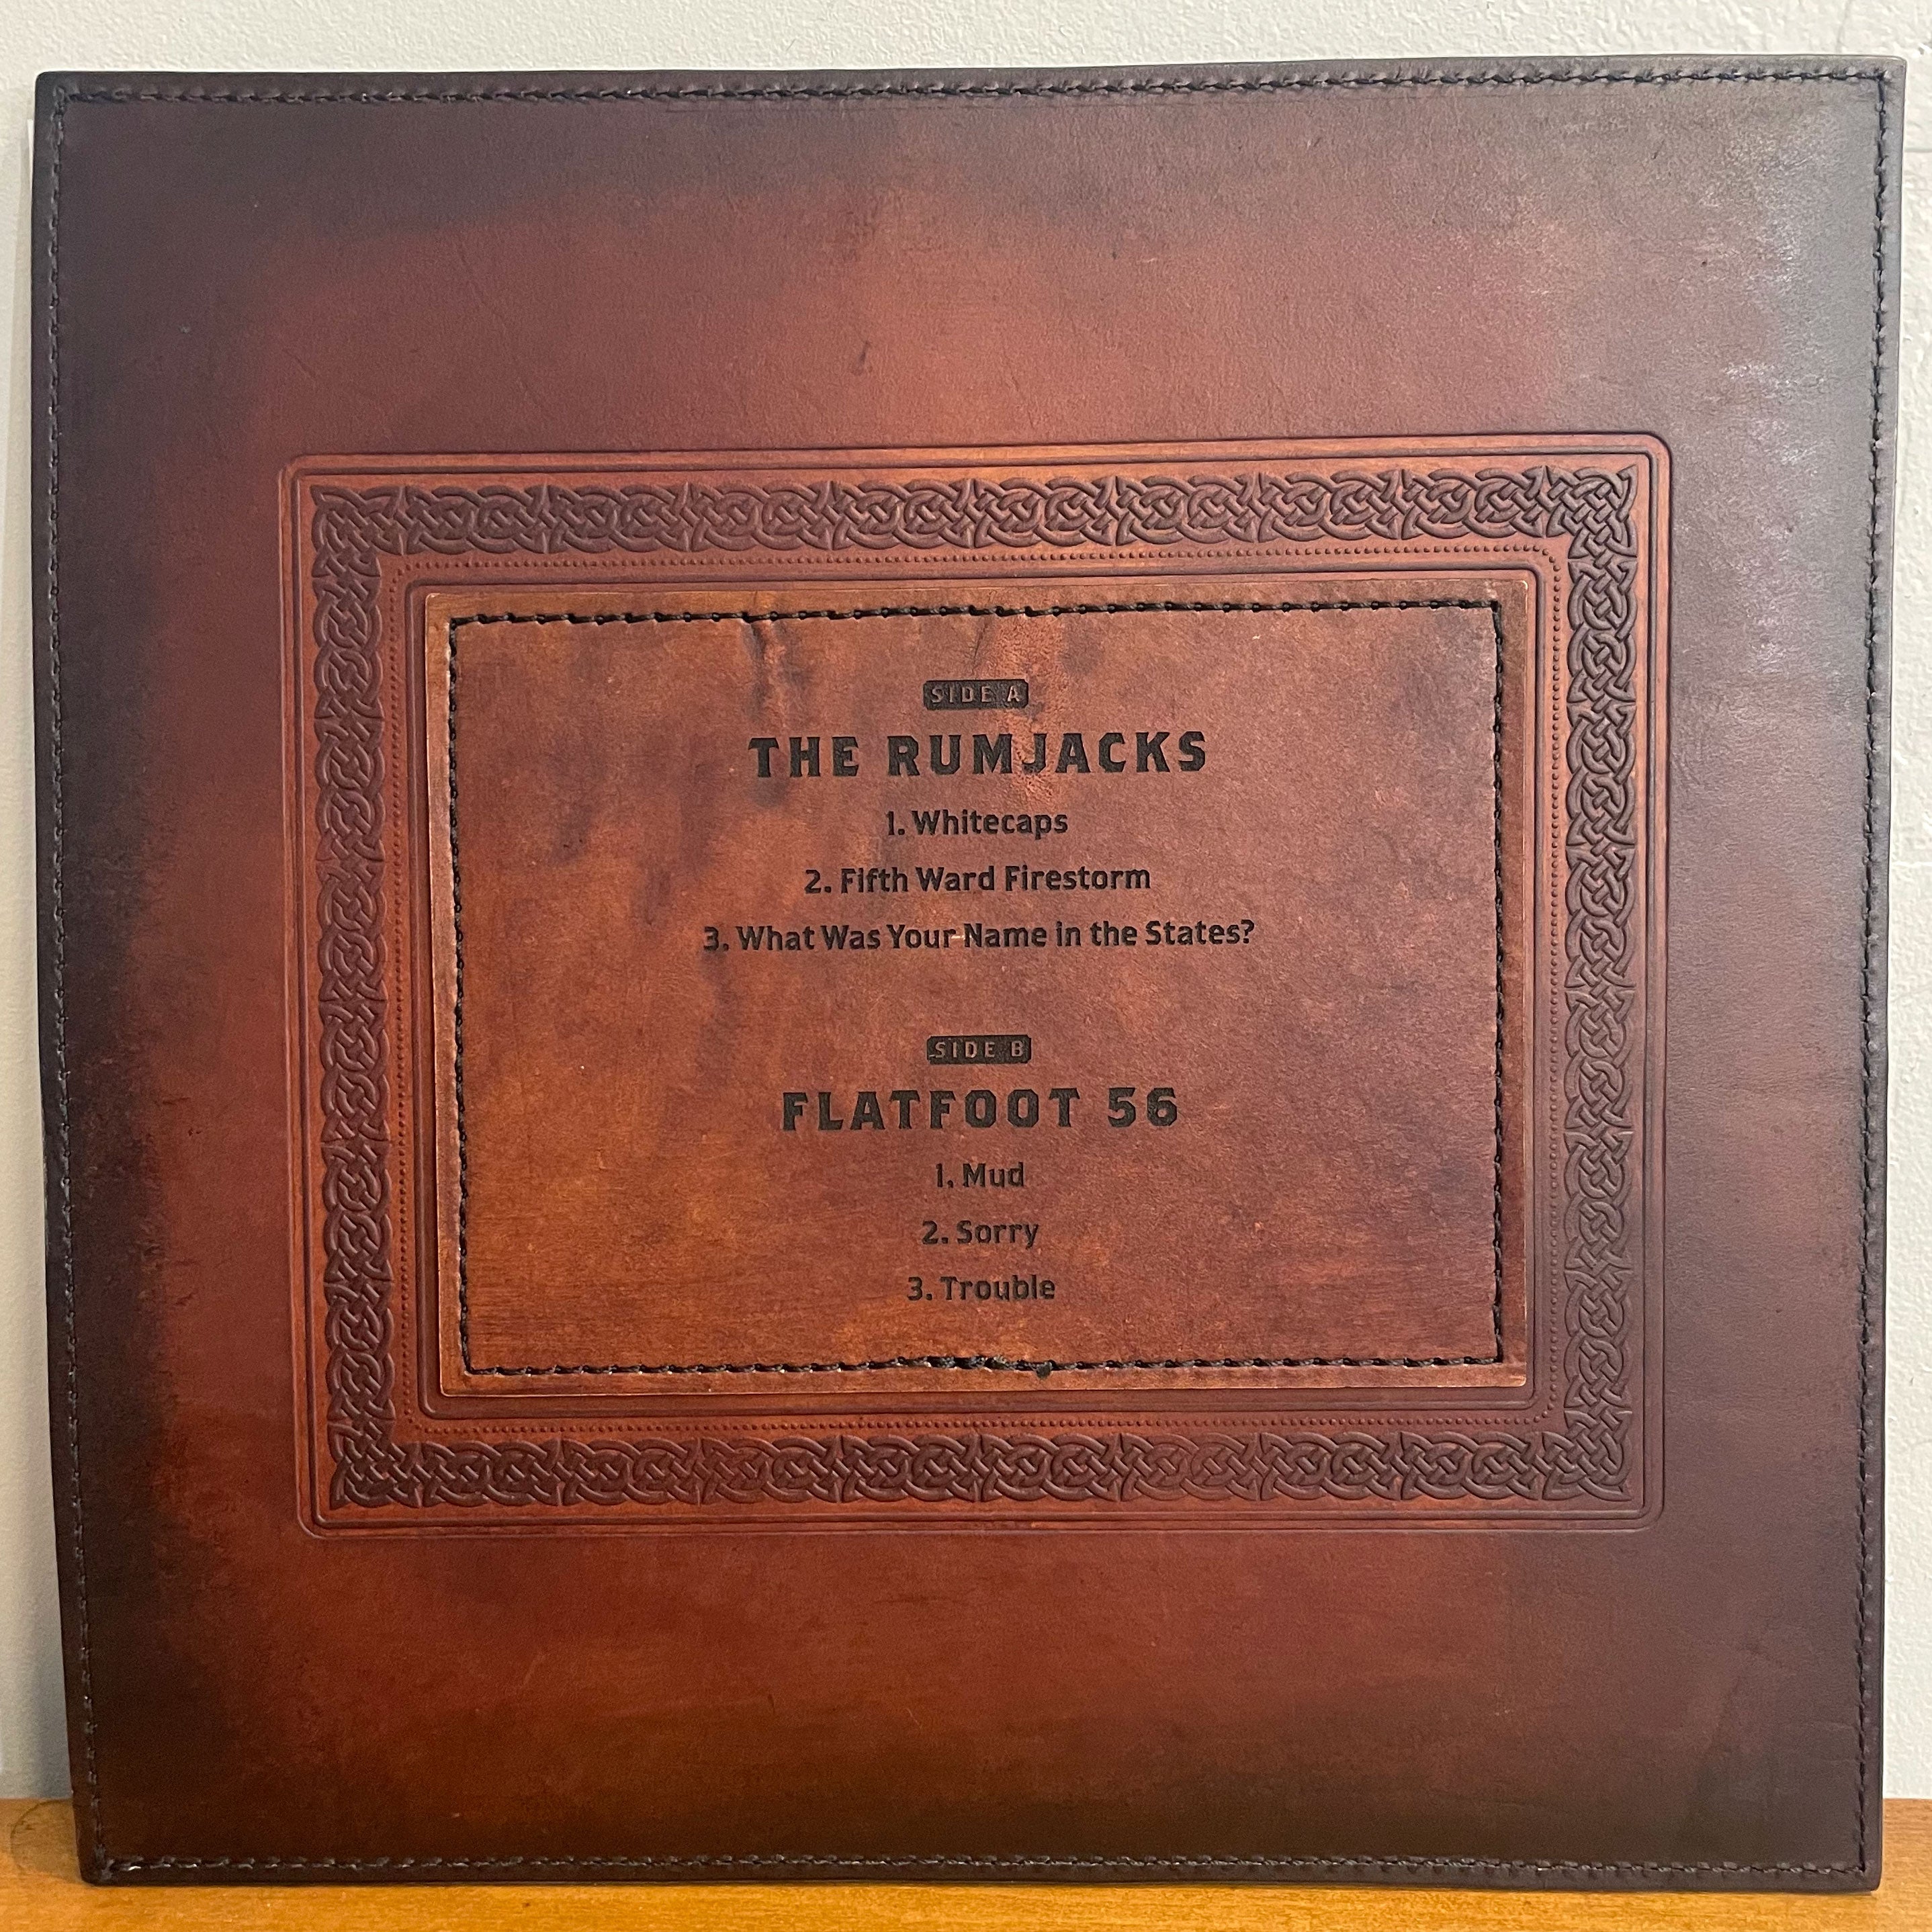 SIDE A
THE RUMJACKS
1. Whitecaps
2. Fifth Ward Firestorm
3. What Was Your Name in the States?
SIDE B
FLATFOOT 56
1. Mud
2. Sorry
3. Trouble